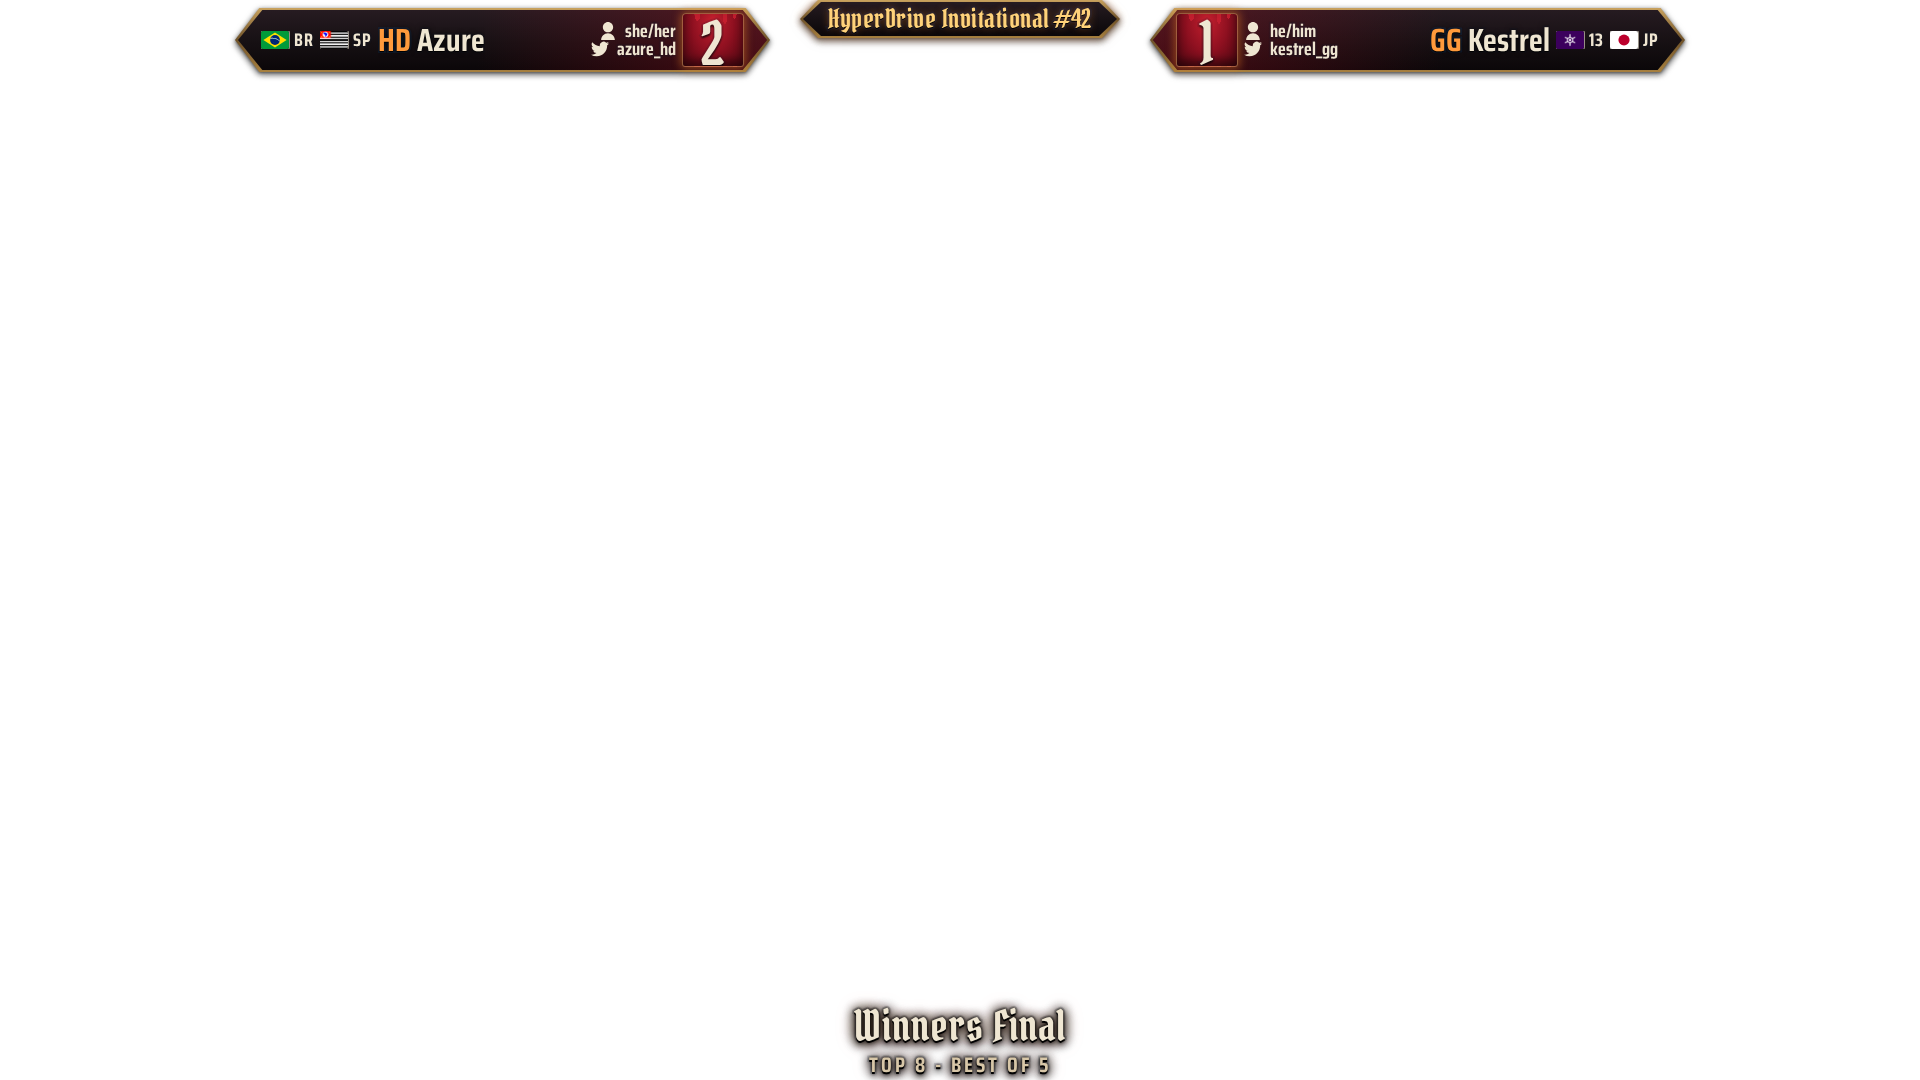 BR SP HD Azure
she/her
azure_hd
2
HyperDrive Invitational #42
1
he/him
kestrel_gg
GG Kestrel 13 JP
Winners Final
TOP 8 - BEST OF 5